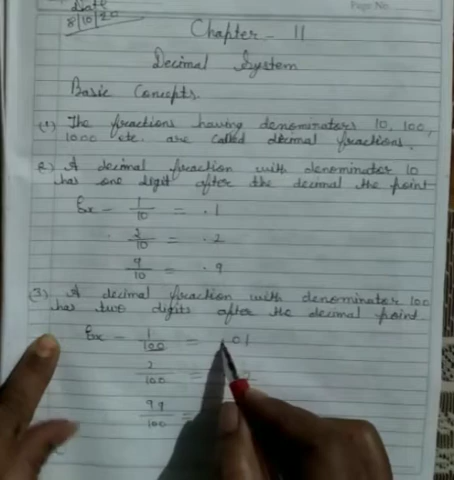 Page No.
Date
8/10/20
Chapter - 11
Decimal System
Basic Concepts.
(1) The fractions having denominators 10, 100,
1000 etc. are called decimal fractions.
(2) A decimal fraction with denominator 10
has one digit after the decimal the point
Ex - 1/10 = .1
2/10 = .2
9/10 = .9
(3) A decimal fraction with denominator 100
has two digits after the decimal point
Ex - 1/100 = .01
2/100 = 2
99/100 =